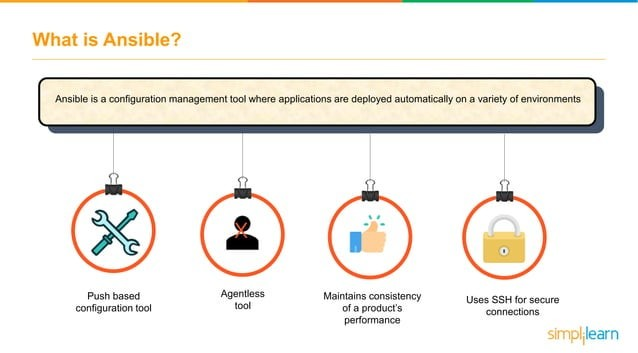 What is Ansible?
Ansible is a configuration management tool where applications are deployed automatically on a variety of environments
Push based
configuration tool
Agentless
tool
Maintains consistency
of a product's
performance
Uses SSH for secure
connections
simplilearn